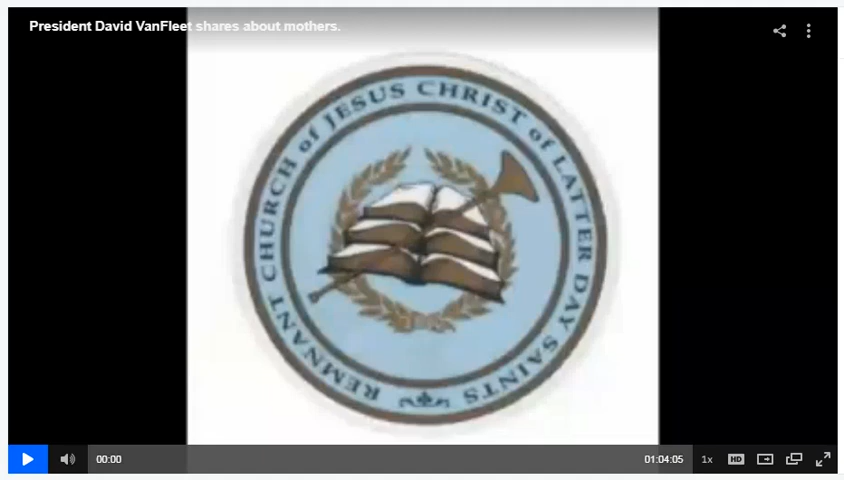 President David VanFleet shares about mothers.
REMNANT CHURCH of JESUS CHRIST of LATTER DAY SAINTS
00:00
01:04:05
1x
HD